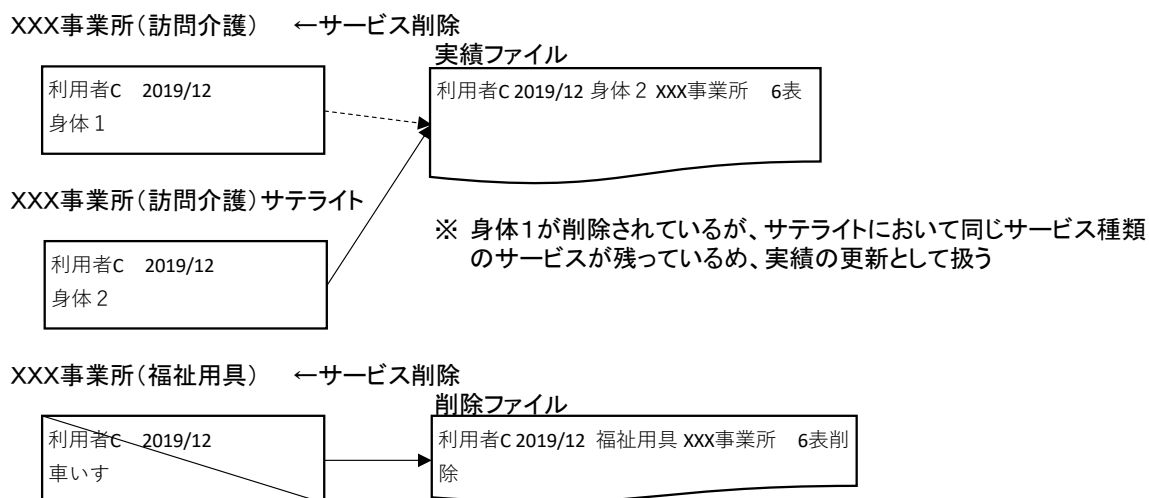 XXX事業所（訪問介護）　←サービス削除
実績ファイル
利用者C　2019/12
身体１
利用者C 2019/12 身体２ XXX事業所　6表
XXX事業所（訪問介護）サテライト
利用者C　2019/12
身体２
※ 身体１が削除されているが、サテライトにおいて同じサービス種類
のサービスが残っているめ、実績の更新として扱う
XXX事業所（福祉用具）　←サービス削除
削除ファイル
利用者C　2019/12
車いす
利用者C 2019/12 福祉用具 XXX事業所　6表削
除